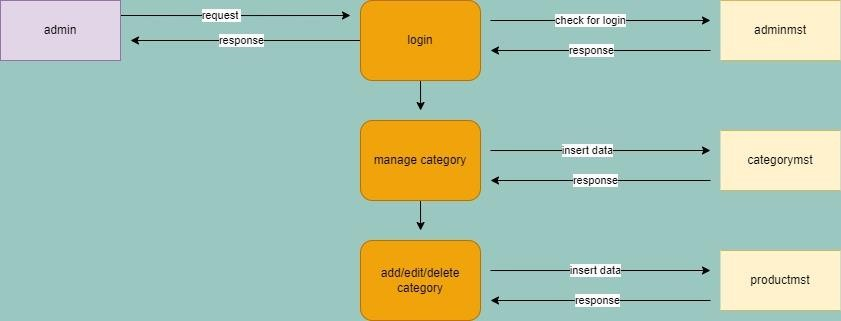 admin
request
response
login
check for login
response
adminmst
manage category
insert data
response
categorymst
add/edit/delete
category
insert data
response
productmst